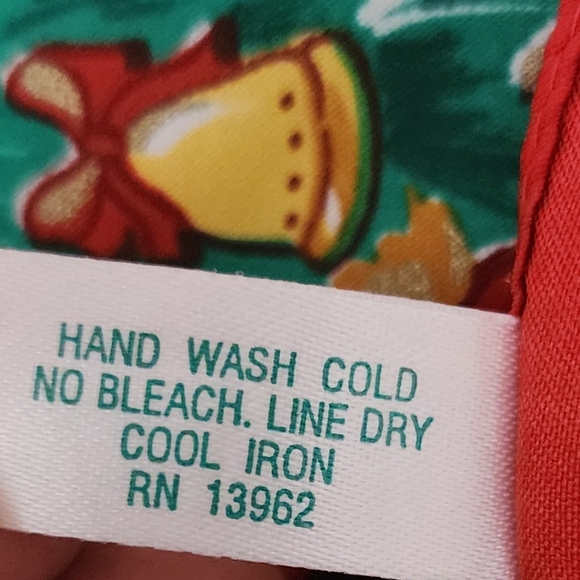 HAND WASH COLD
NO BLEACH. LINE DRY
COOL IRON
RN 13962